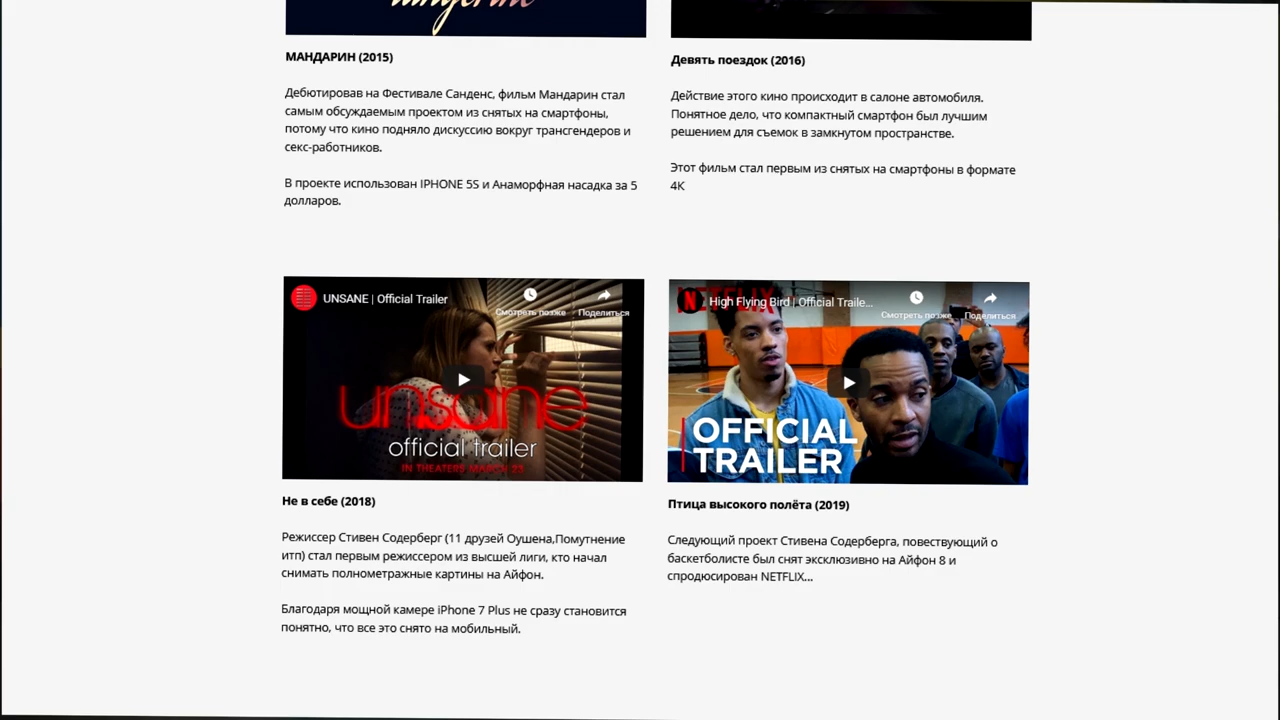 tangerine
МАНДАРИН (2015)
Дебютировав на Фестивале Санденс, фильм Мандарин стал
самым обсуждаемым проектом из снятых на смартфоны,
потому что кино подняло дискуссию вокруг трансгендеров и
секс-работников.
В проекте использован IPHONE 5S и Анаморфная насадка за 5
долларов.
Девять поездок (2016)
Действие этого кино происходит в салоне автомобиля.
Понятное дело, что компактный смартфон был лучшим
решением для съемок в замкнутом пространстве.
Этот фильм стал первым из снятых на смартфоны в формате
4К
UNSANE | Official Trailer
Смотреть позже
Поделиться
unsane
official trailer
IN THEATERS MARCH 23
Не в себе (2018)
Режиссер Стивен Содерберг (11 друзей Оушена,Помутнение
итп) стал первым режиссером из высшей лиги, кто начал
снимать полнометражные картины на Айфон.
Благодаря мощной камере iPhone 7 Plus не сразу становится
понятно, что все это снято на мобильный.
NETFLIX
N
High Flying Bird | Official Traile...
Смотреть позже
Поделиться
OFFICIAL
TRAILER
Птица высокого полёта (2019)
Следующий проект Стивена Содерберга, повествующий о
баскетболисте был снят эксклюзивно на Айфон 8 и
спродюсирован NETFLIX...